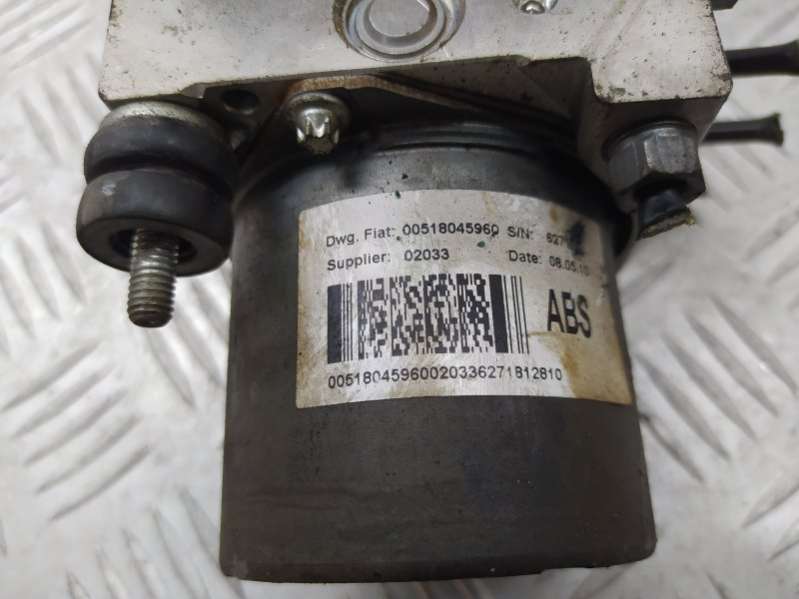 Dwg. Fiat: 00518045960 S/N:
Supplier: 02033 Date: 08.05.10
ABS
00518045960020336271812810